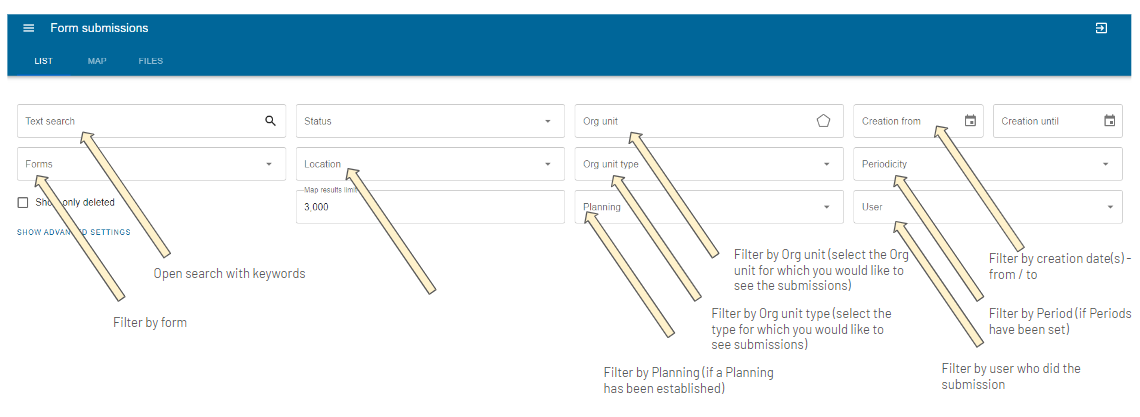 Form submissions
LIST MAP FILES
Text search
Status
Org unit
Creation from
Creation until
Forms
Location
Org unit type
Periodicity
Map results limit
3,000
Planning
User
Show only deleted
SHOW ADVANCED SETTINGS
Open search with keywords
Filter by form
Filter by Org unit (select the Org
unit for which you would like to
see the submissions)
Filter by Org unit type (select the
type for which you would like to
see submissions)
Filter by Planning (if a Planning
has been established)
Filter by creation date(s) -
from / to
Filter by Period (if Periods
have been set)
Filter by user who did the
submission